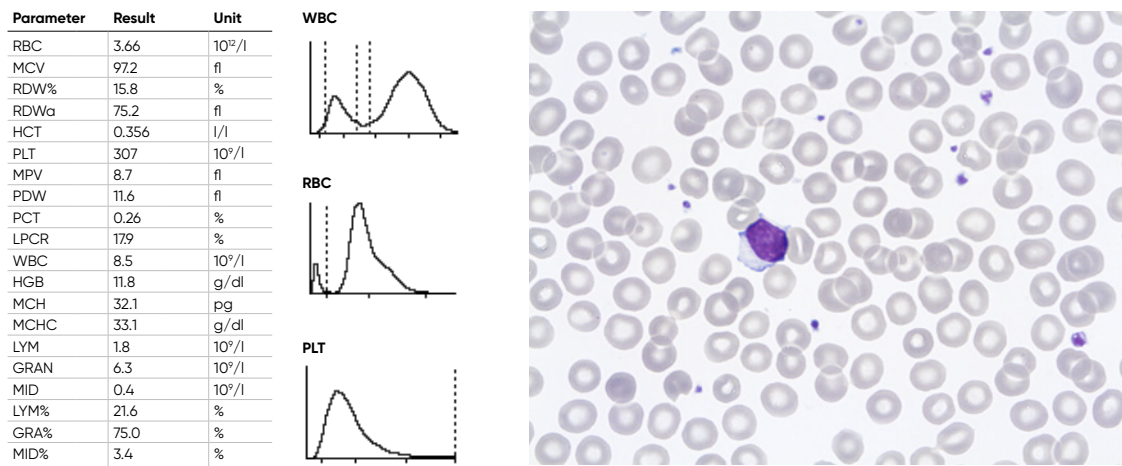 Parameter Result Unit
RBC 3.66 10¹²/l
MCV 97.2 fl
RDW% 15.8 %
RDWa 75.2 fl
HCT 0.356 l/l
PLT 307 10⁹/l
MPV 8.7 fl
PDW 11.6 fl
PCT 0.26 %
LPCR 17.9 %
WBC 8.5 10⁹/l
HGB 11.8 g/dl
MCH 32.1 pg
MCHC 33.1 g/dl
LYM 1.8 10⁹/l
GRAN 6.3 10⁹/l
MID 0.4 10⁹/l
LYM% 21.6 %
GRA% 75.0 %
MID% 3.4 %
WBC
RBC
PLT